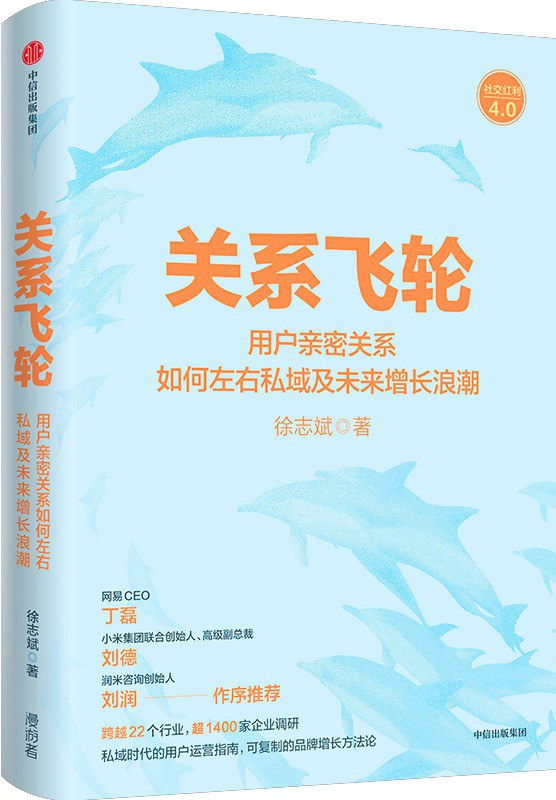 中信出版集团
关系飞轮
用户亲密关系如何左右
私域及未来增长浪潮
徐志斌◎著
漫游者
社交红利
4.0
关系飞轮
用户亲密关系
如何左右私域及未来增长浪潮
徐志斌◎著
网易CEO
丁磊
小米集团联合创始人、高级副总裁
刘德
润米咨询创始人
刘润——作序推荐
跨越22个行业，超1400家企业调研
私域时代的用户运营指南，可复制的品牌增长方法论
中信出版集团